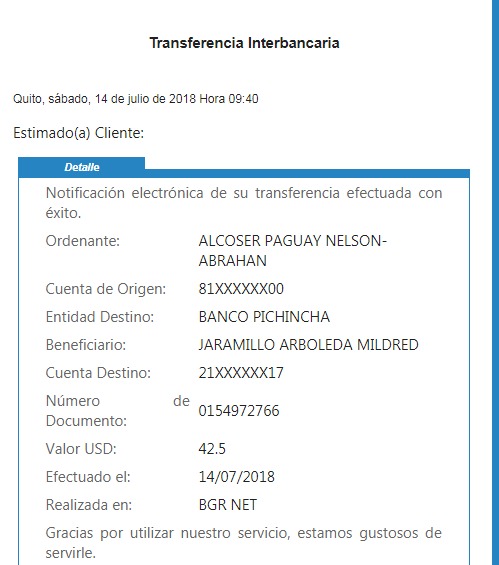 Transferencia Interbancaria
Quito, sábado, 14 de julio de 2018 Hora 09:40
Estimado(a) Cliente:
Detalle
Notificación electrónica de su transferencia efectuada con
éxito.
Ordenante: ALCOSER PAGUAY NELSON-
ABRAHAN
Cuenta de Origen: 81XXXXXX00
Entidad Destino: BANCO PICHINCHA
Beneficiario: JARAMILLO ARBOLEDA MILDRED
Cuenta Destino: 21XXXXXX17
Número de
Documento: 0154972766
Valor USD: 42.5
Efectuado el: 14/07/2018
Realizada en: BGR NET
Gracias por utilizar nuestro servicio, estamos gustosos de
servirle.